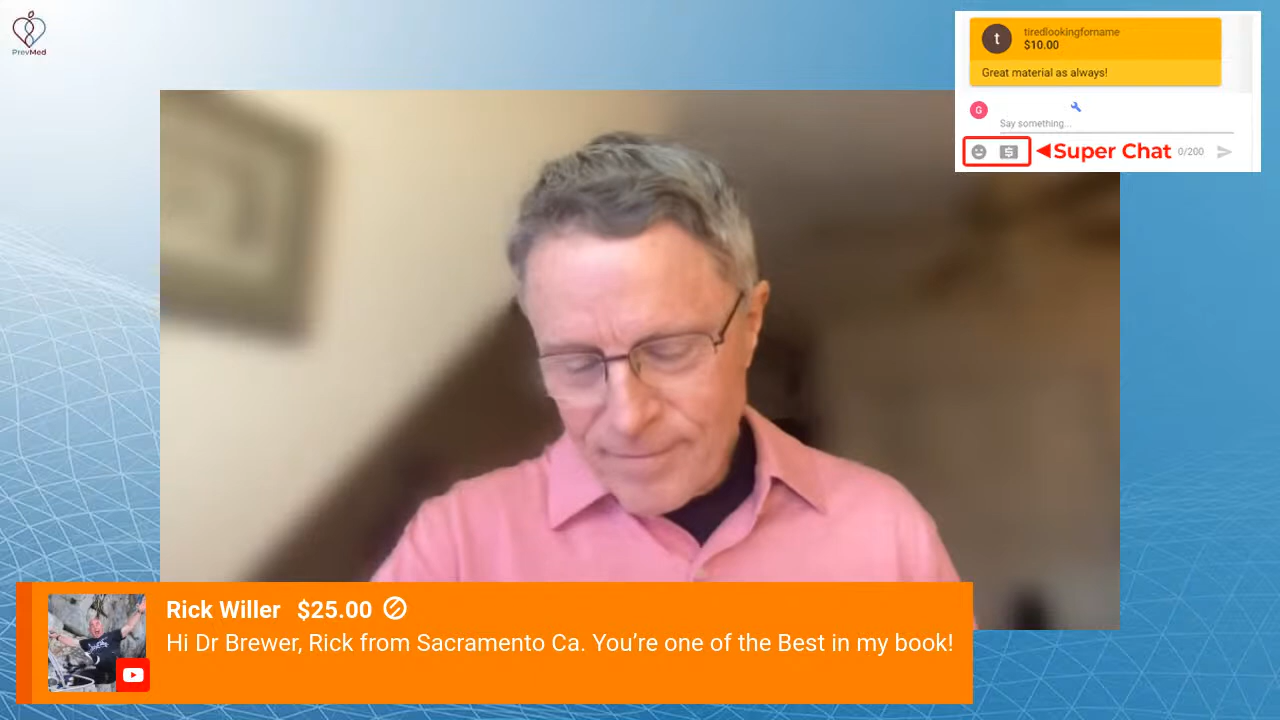 PrevMed
t
tiredlookingforname
$10.00
Great material as always!
G
Say something...
Super Chat
0/200
Rick Willer $25.00
Hi Dr Brewer, Rick from Sacramento Ca. You’re one of the Best in my book!